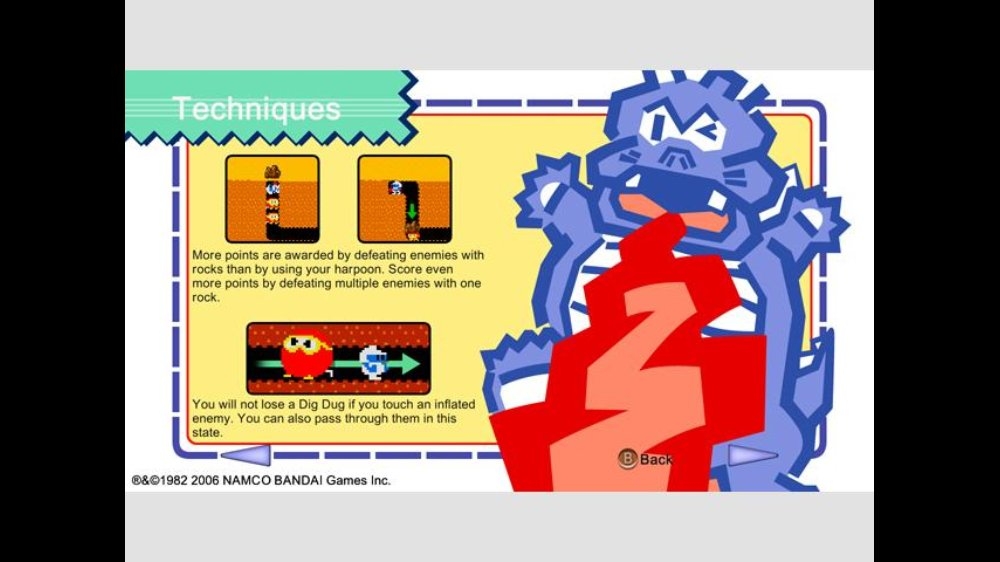 Techniques
More points are awarded by defeating enemies with
rocks than by using your harpoon. Score even
more points by defeating multiple enemies with one
rock.
You will not lose a Dig Dug if you touch an inflated
enemy. You can also pass through them in this
state.
B Back
®&©1982 2006 NAMCO BANDAI Games Inc.